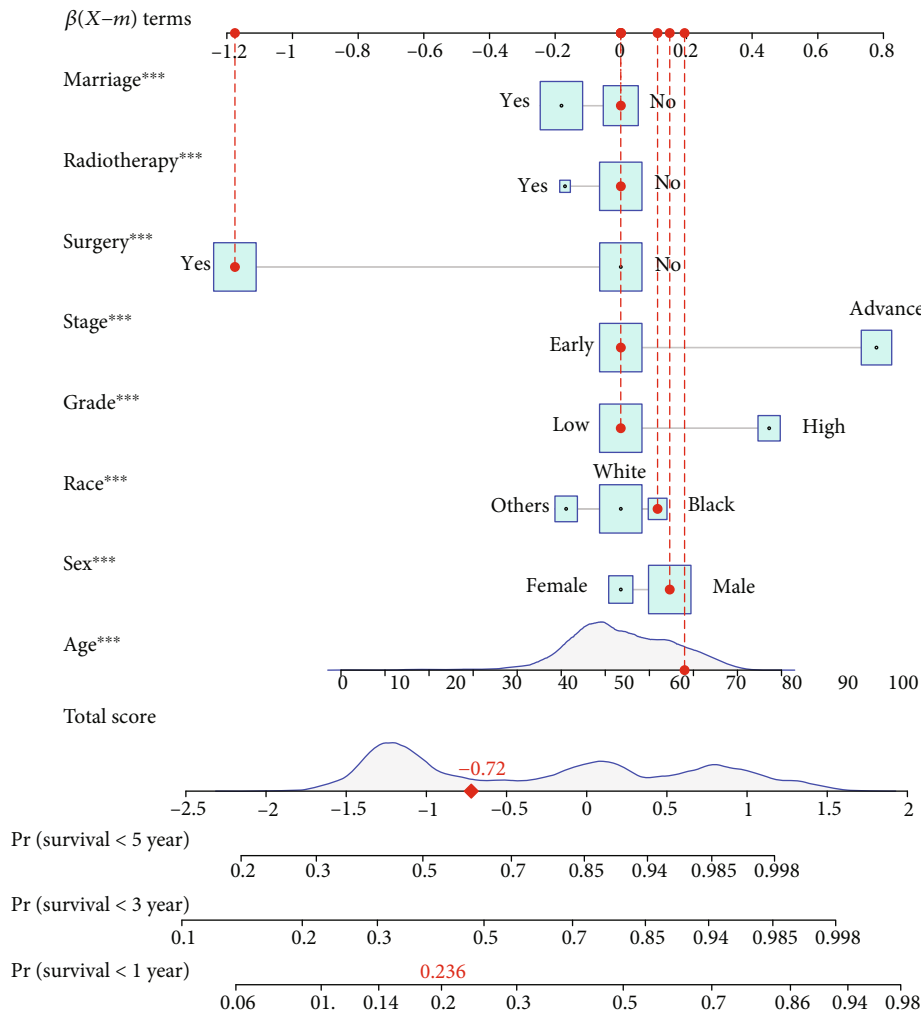 β(X−m) terms
−1.2 −1 −0.8 −0.6 −0.4 −0.2 0 0.2 0.4 0.6 0.8
Marriage***
Yes No
Radiotherapy***
Yes No
Surgery***
Yes No
Stage***
Advance
Early
Grade***
Low High
Race***
White
Others Black
Sex***
Female Male
Age***
0 10 20 30 40 50 60 70 80 90 100
Total score
−0.72
−2.5 −2 −1.5 −1 −0.5 0 0.5 1 1.5 2
Pr (survival < 5 year)
0.2 0.3 0.5 0.7 0.85 0.94 0.985 0.998
Pr (survival < 3 year)
0.1 0.2 0.3 0.5 0.7 0.85 0.94 0.985 0.998
Pr (survival < 1 year)
0.236
0.06 01. 0.14 0.2 0.3 0.5 0.7 0.86 0.94 0.98